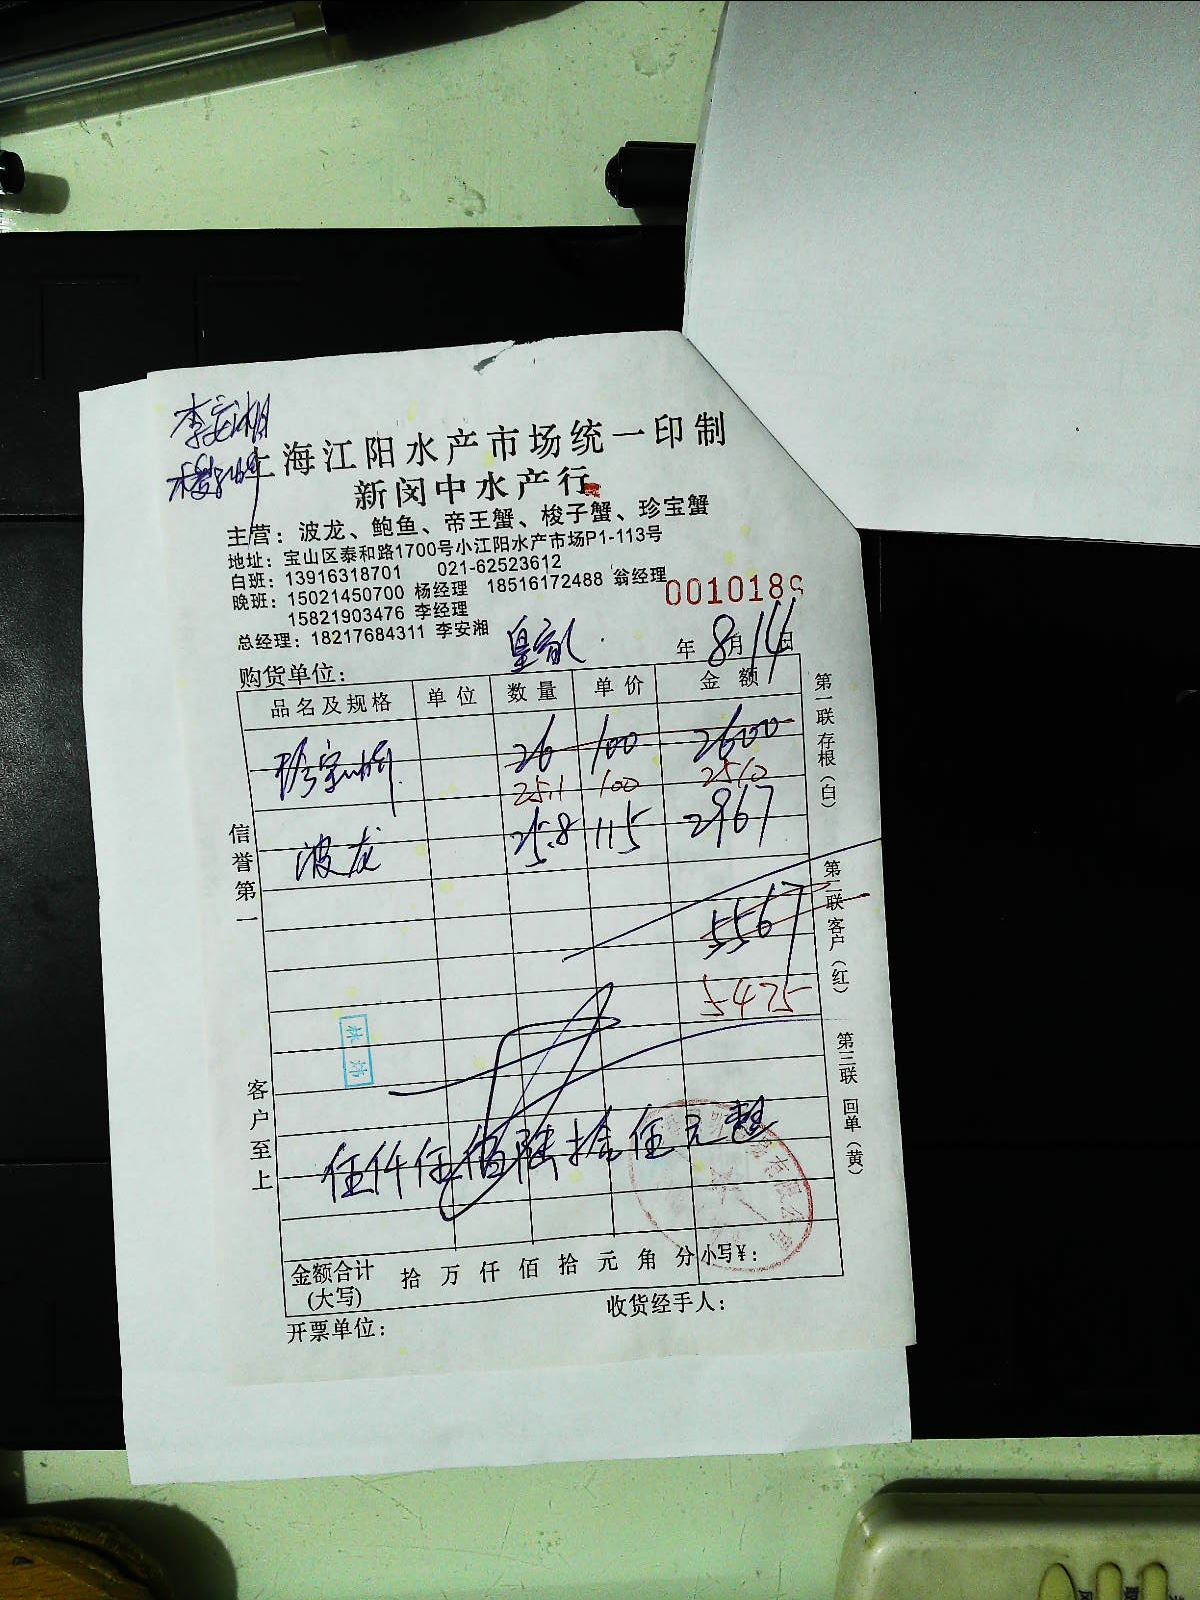 李安湘
上海江阳水产市场统一印制
新闵中水产行
主营：波龙、鲍鱼、帝王蟹、梭子蟹、珍宝蟹
地址：宝山区泰和路1700号小江阳水产市场P1-113号
白班：13916318701 021-62523612
晚班：15021450700 杨经理 18516172488 翁经理
15821903476 李经理
0010189
总经理：18217684311 李安湘
年8月14日
购货单位：
品名及规格 单位 数量 单价 金额
26 100 2600
25.1 100 2510
波龙 25.8 115 2967
5567
5475
伍仟伍佰陆拾伍元整
金额合计(大写) 拾 万 仟 佰 拾 元 角 分 小写¥：
开票单位： 收货经手人：
信誉第一
客户至上
第一联 存根（白）
第二联 客户（红）
第三联 回单（黄）